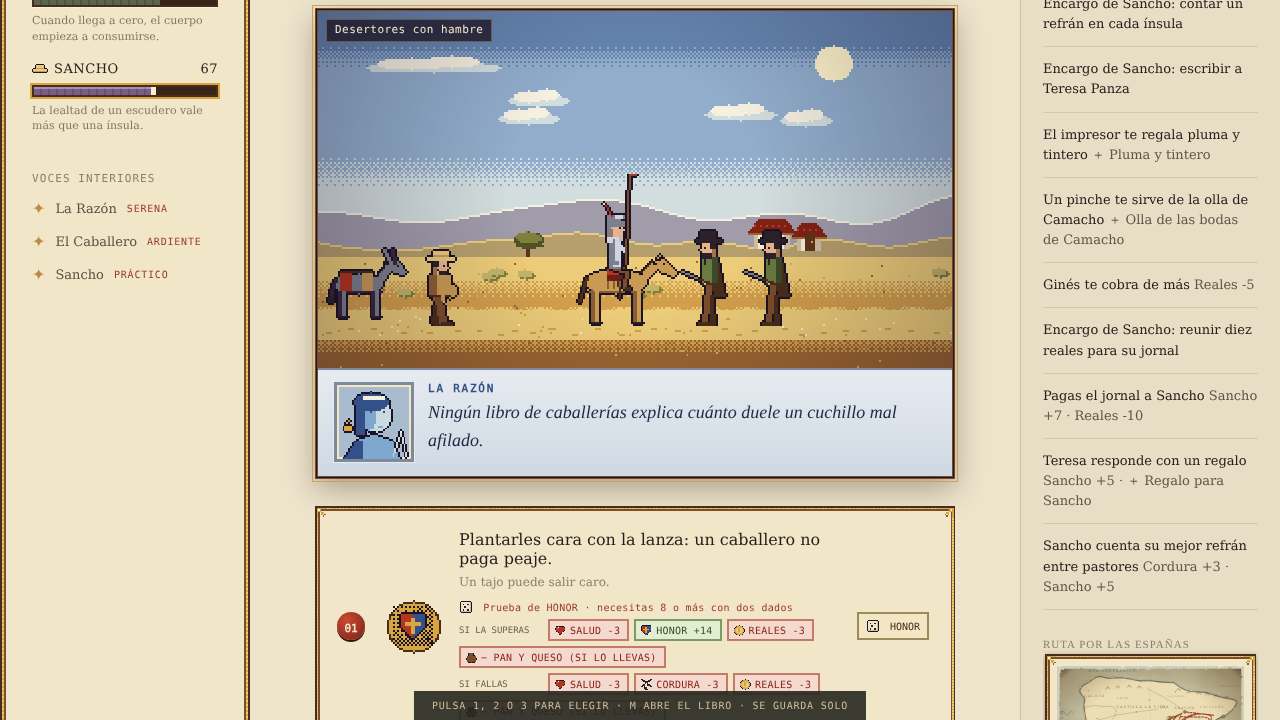 Cuando llega a cero, el cuerpo
empieza a consumirse.
SANCHO 67
La lealtad de un escudero vale
más que una ínsula.
VOCES INTERIORES
La Razón SERENA
El Caballero ARDIENTE
Sancho PRÁCTICO
Desertores con hambre
LA RAZÓN
Ningún libro de caballerías explica cuánto duele un cuchillo mal
afilado.
01
Plantarles cara con la lanza: un caballero no
paga peaje.
Un tajo puede salir caro.
Prueba de HONOR · necesitas 8 o más con dos dados
SI LA SUPERAS SALUD -3 HONOR +14 REALES -3
− PAN Y QUESO (SI LO LLEVAS)
SI FALLAS SALUD -3 CORDURA -3 REALES -3
HONOR
PULSA 1, 2 O 3 PARA ELEGIR · M ABRE EL LIBRO · SE GUARDA SOLO
Encargo de Sancho: contar un
refrán en cada ínsula
Encargo de Sancho: escribir a
Teresa Panza
El impresor te regala pluma y
tintero + Pluma y tintero
Un pinche te sirve de la olla de
Camacho + Olla de las bodas
de Camacho
Ginés te cobra de más Reales -5
Encargo de Sancho: reunir diez
reales para su jornal
Pagas el jornal a Sancho Sancho
+7 · Reales -10
Teresa responde con un regalo
Sancho +5 · + Regalo para
Sancho
Sancho cuenta su mejor refrán
entre pastores Cordura +3 ·
Sancho +5
RUTA POR LAS ESPAÑAS